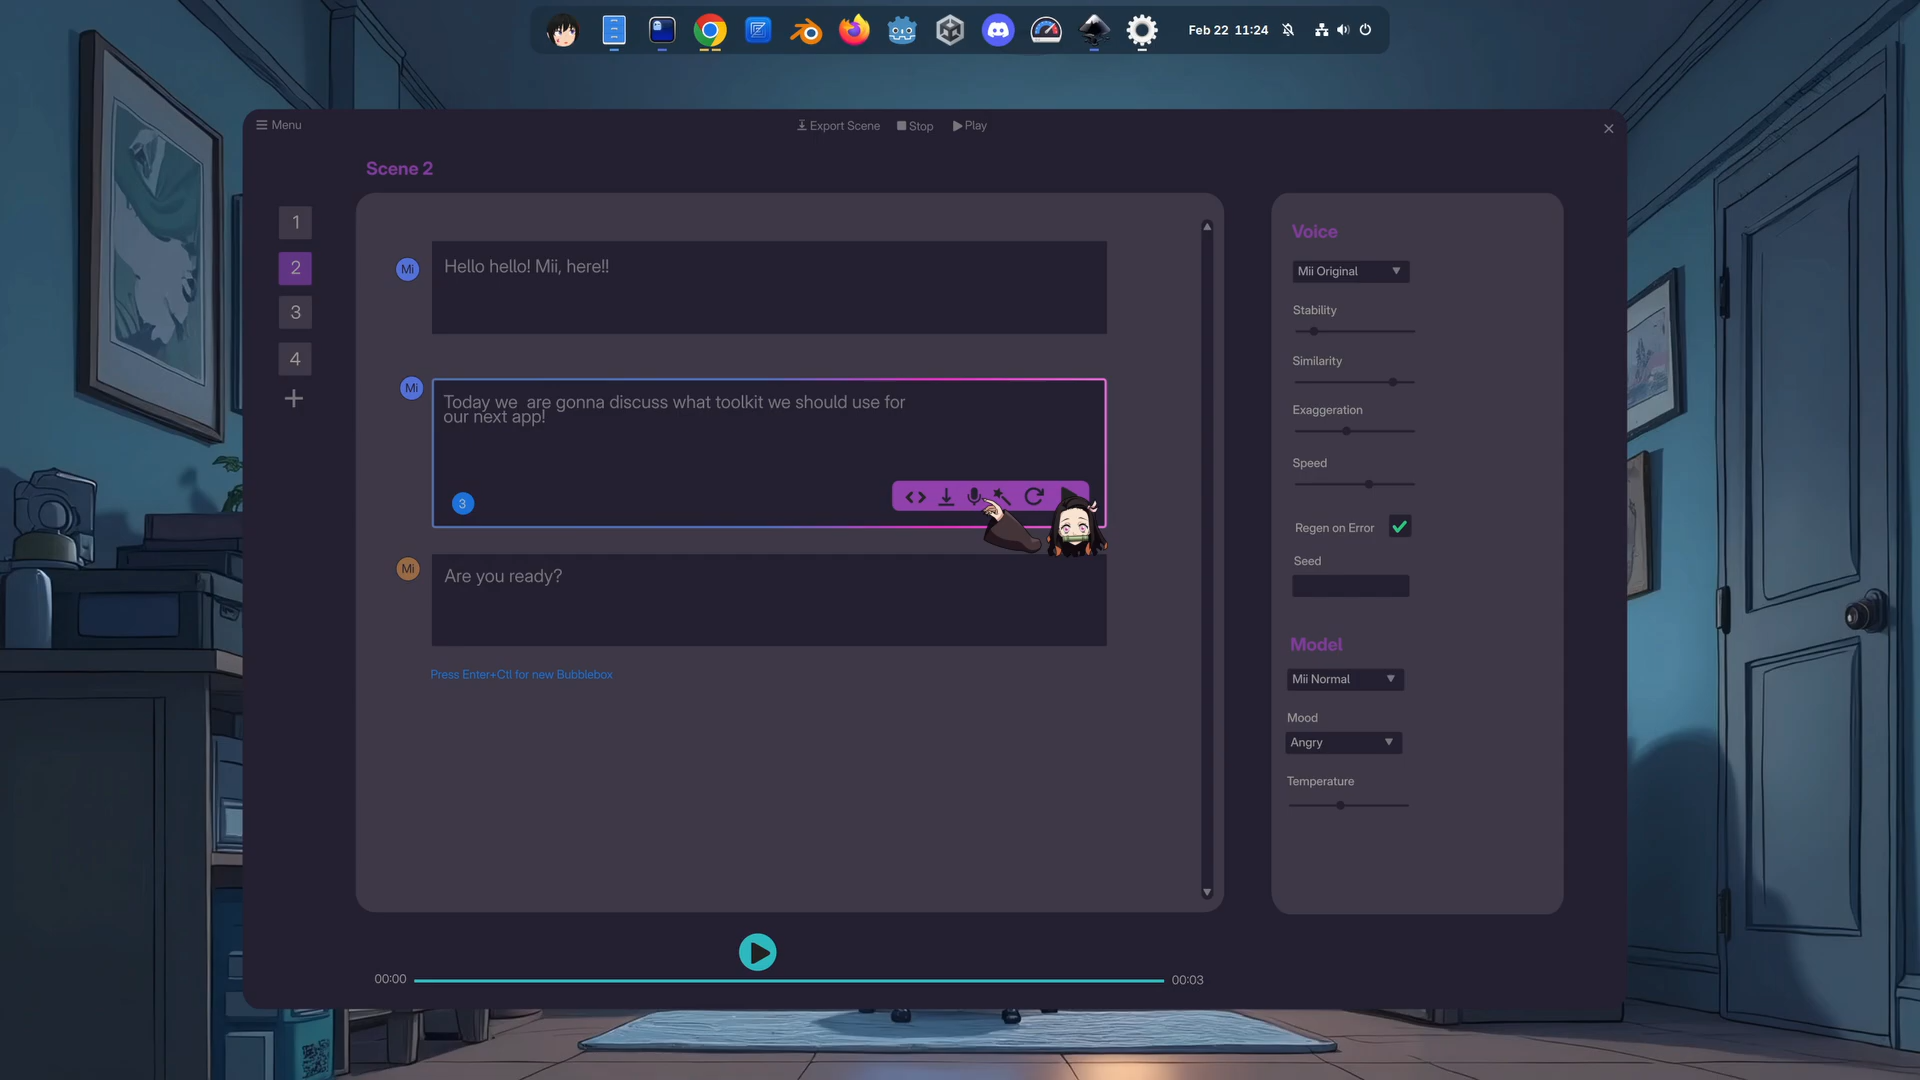 Feb 22 11:24
Menu
Export Scene
Stop
Play
Scene 2
1
2
3
4
Mi
Hello hello! Mii, here!!
Mi
Today we  are gonna discuss what toolkit we should use for
our next app!
3
Mi
Are you ready?
Press Enter+Ctl for new Bubblebox
00:00
00:03
Voice
Mii Original
Stability
Similarity
Exaggeration
Speed
Regen on Error
Seed
Model
Mii Normal
Mood
Angry
Temperature